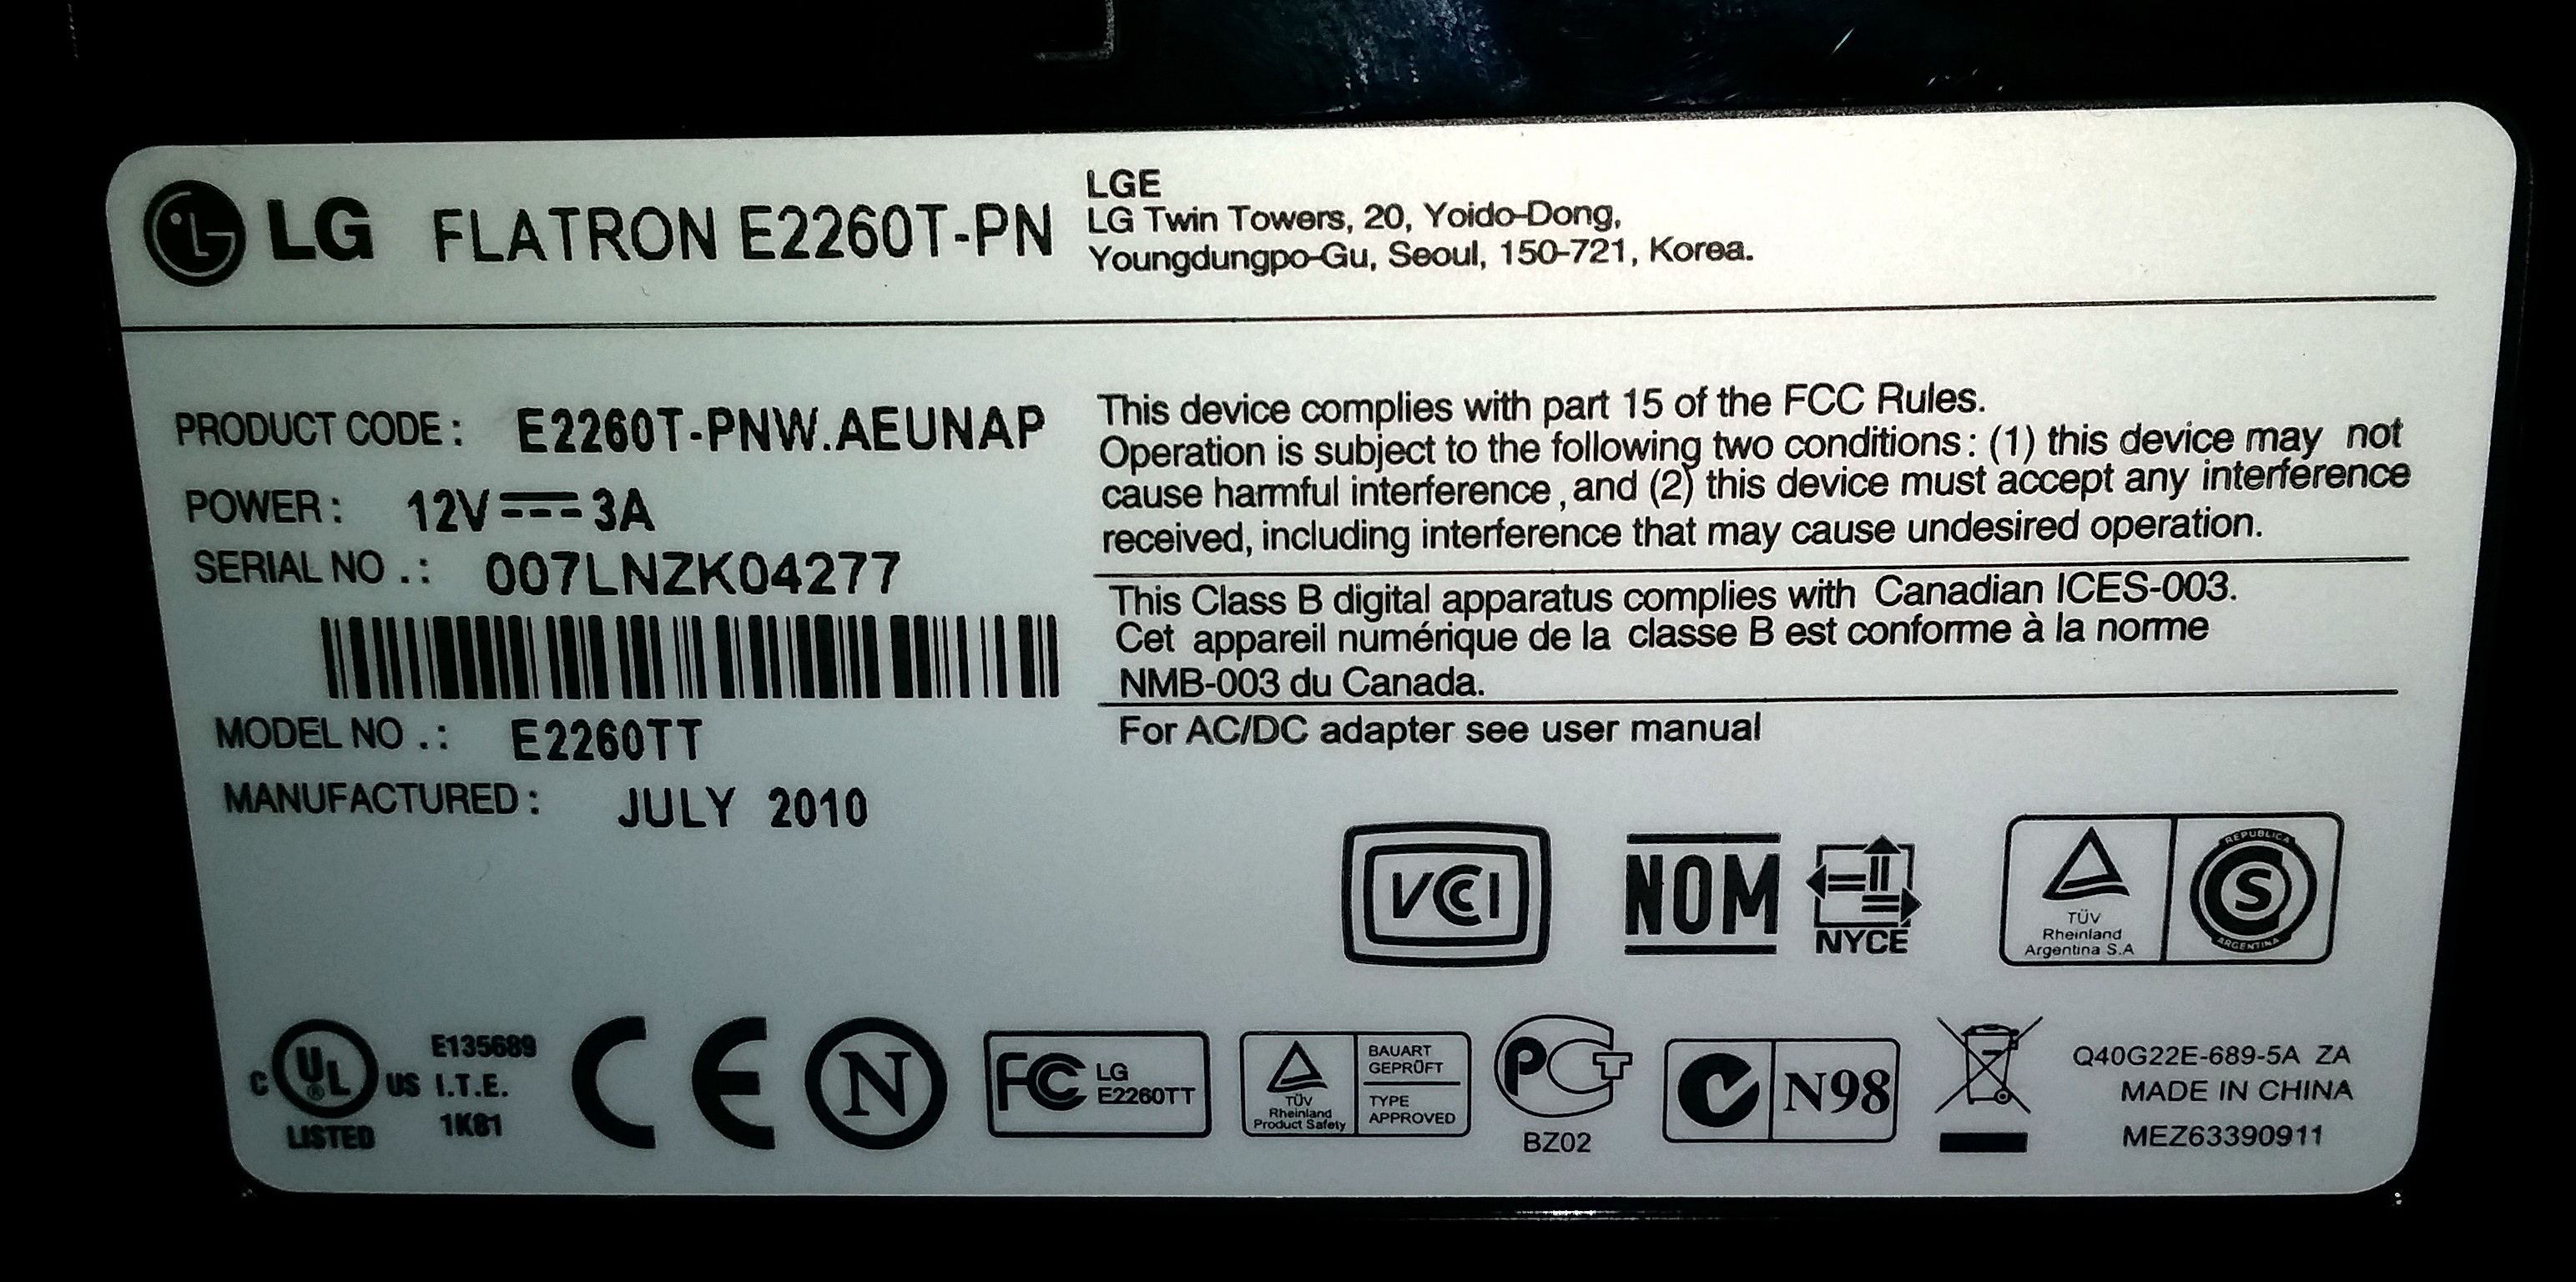 LG FLATRON E2260T-PN
LGE
LG Twin Towers, 20, Yoido-Dong,
Youngdungpo-Gu, Seoul, 150-721, Korea.
PRODUCT CODE : E2260T-PNW.AEUNAP
POWER : 12V 3A
SERIAL NO .: 007LNZK04277
MODEL NO .: E2260TT
MANUFACTURED : JULY 2010
This device complies with part 15 of the FCC Rules.
Operation is subject to the following two conditions : (1) this device may not
cause harmful interference , and (2) this device must accept any interference
received, including interference that may cause undesired operation.
This Class B digital apparatus complies with Canadian ICES-003.
Cet appareil numérique de la classe B est conforme à la norme
NMB-003 du Canada.
For AC/DC adapter see user manual
VCCI
NOM
NYCE
TÜV
Rheinland
Argentina S.A
REPUBLICA
S
ARGENTINA
C UL ® US
LISTED
E135689
I.T.E.
1K81
CE
N
FC
LG
E2260TT
TÜV
Rheinland
Product Safety
BAUART
GEPRÜFT
TYPE
APPROVED
PCT
BZ02
N98
Q40G22E-689-5A ZA
MADE IN CHINA
MEZ63390911